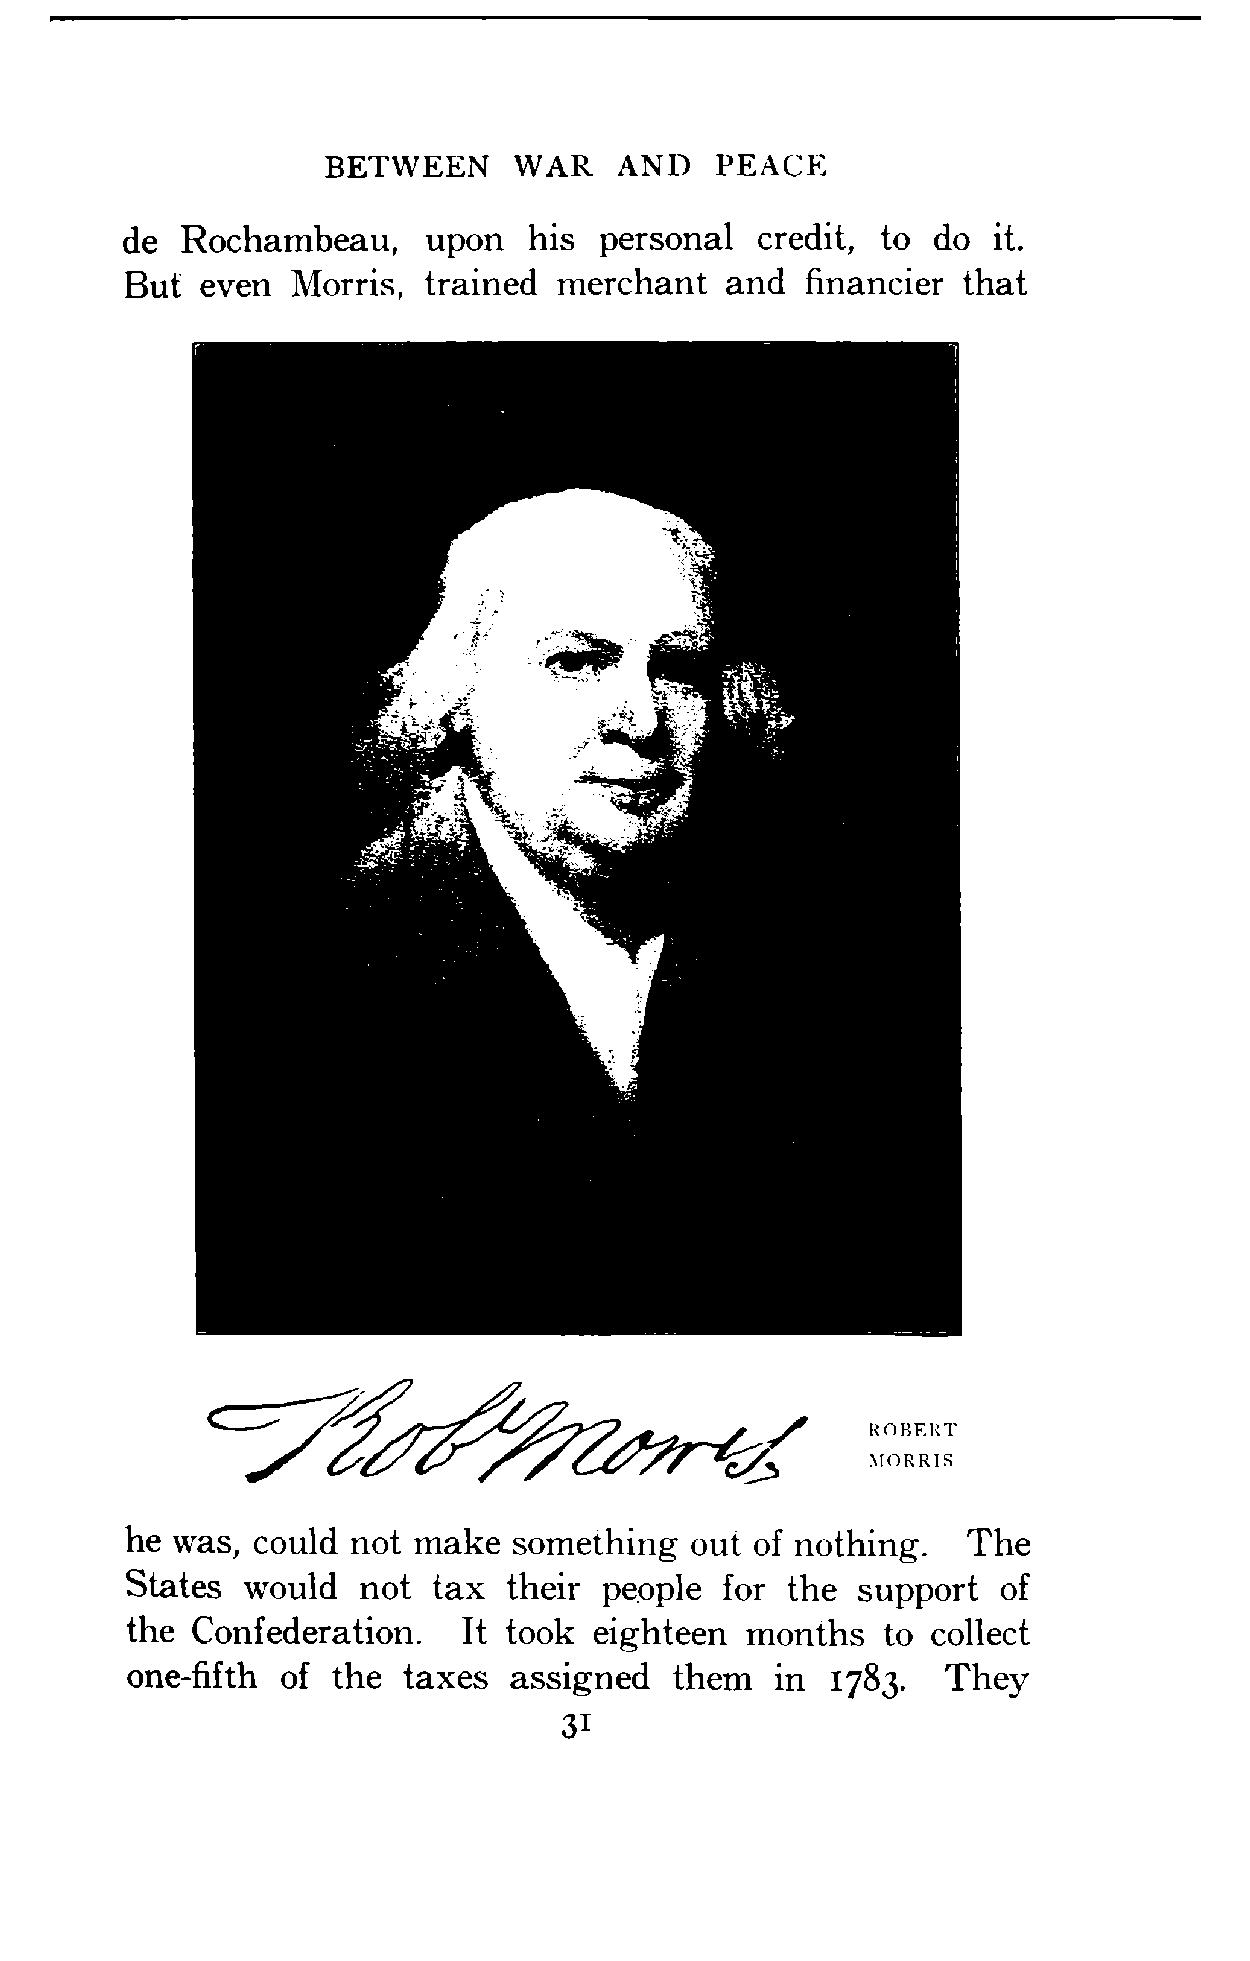 BETWEEN WAR AND PEACE
de Rochambeau, upon his personal credit, to do it.
But even Morris, trained merchant and financier that
Rob Morris
ROBERT
MORRIS
he was, could not make something out of nothing. The
States would not tax their people for the support of
the Confederation. It took eighteen months to collect
one-fifth of the taxes assigned them in 1783. They
31